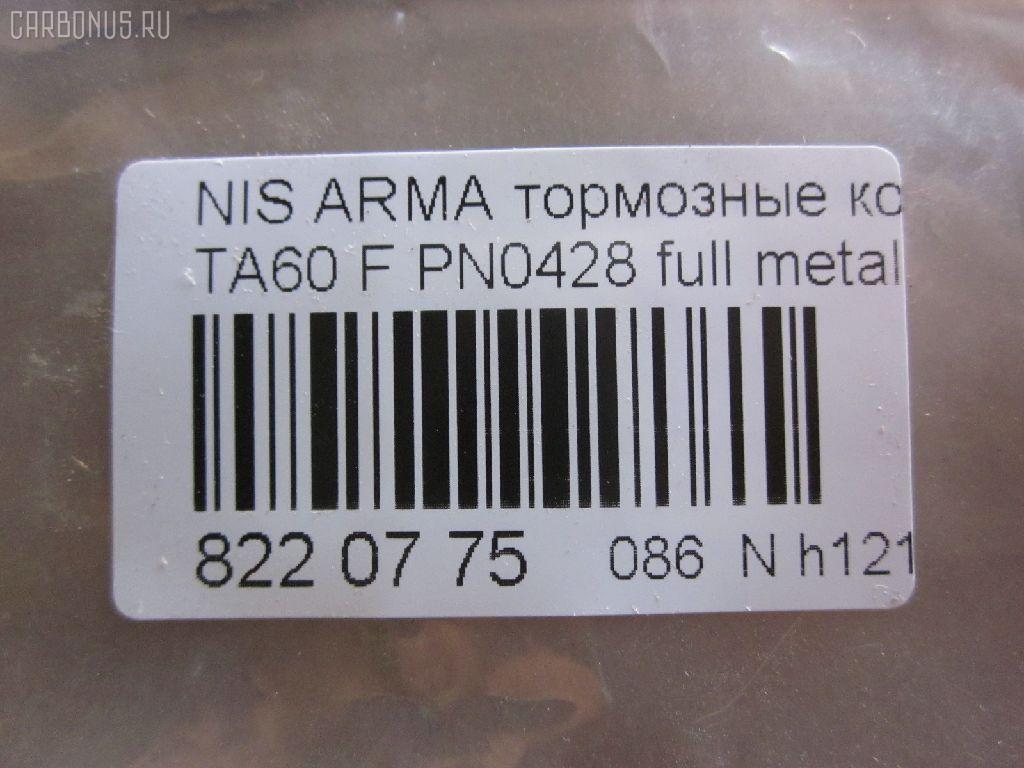 CARBONUS.RU
NIS ARMA тормозные ко
TA60 F PN0428 full metal
822 07 75 086 N h121